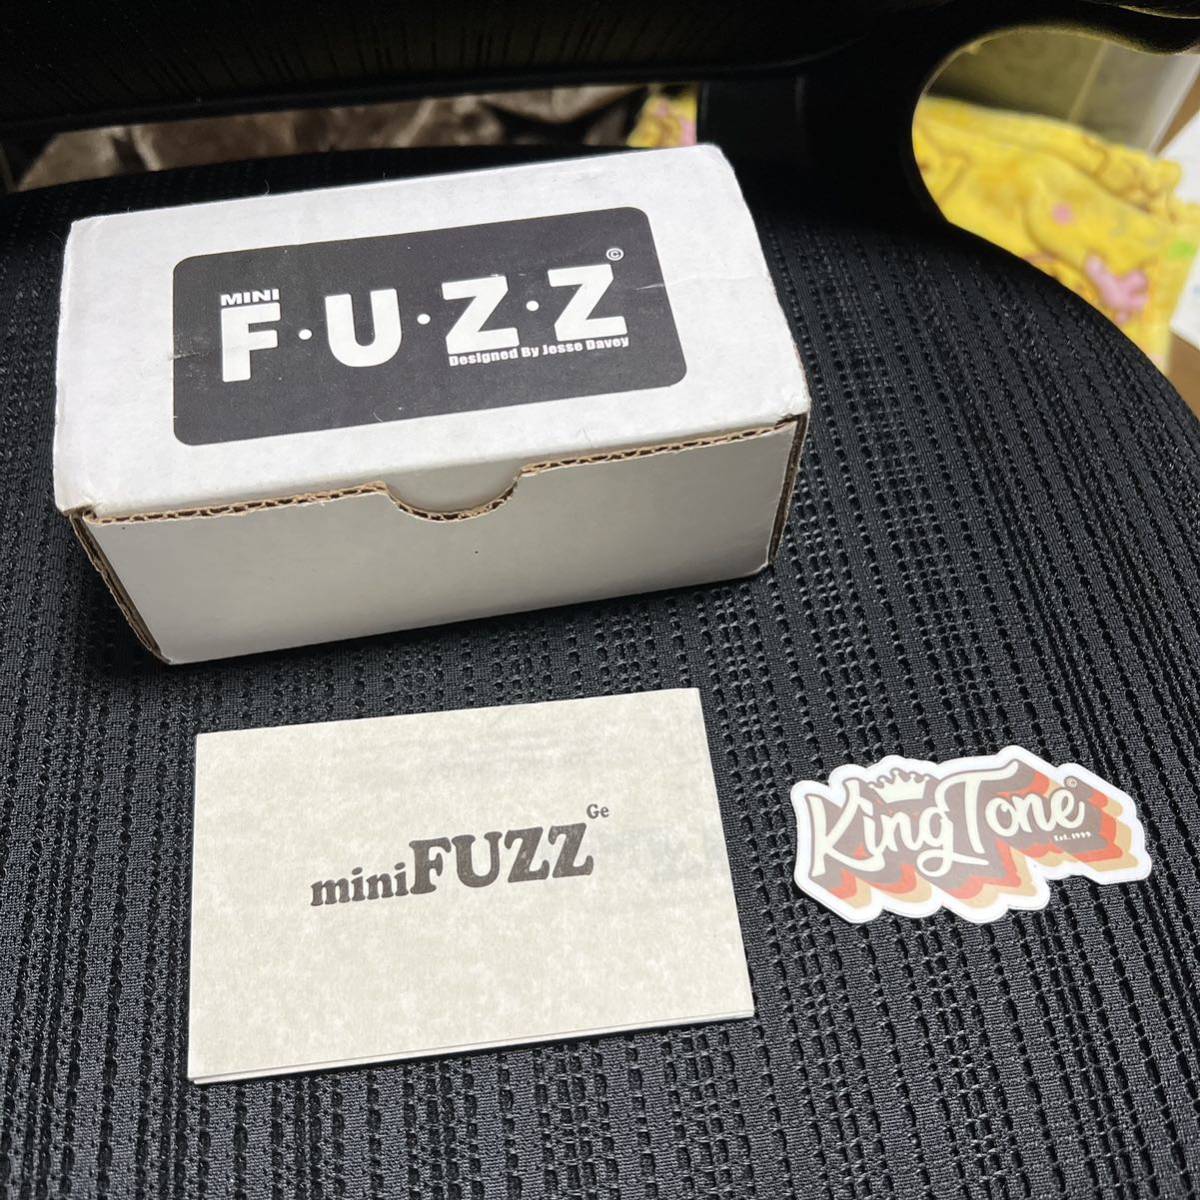 MINI
F·U·Z·Z ©
Designed By Jesse Davey
miniFUZZ Ge
KingTone ©
Est. 1999